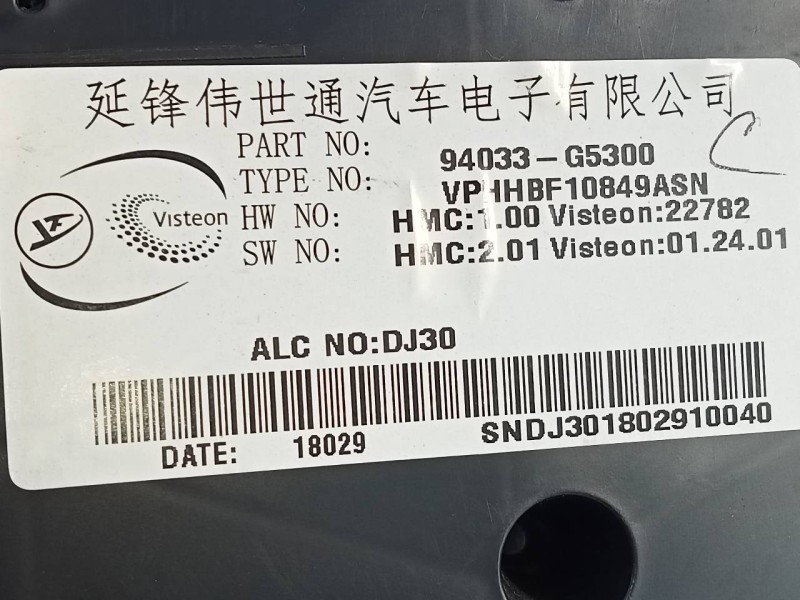 延锋伟世通汽车电子有限公司
PART NO: 94033-G5300
TYPE NO: VPHHBF10849ASN
HW NO: HMC:1.00 Visteon:22782
SW NO: HMC:2.01 Visteon:01.24.01
YF Visteon
C
ALC NO:DJ30
DATE: 18029 SNDJ301802910040